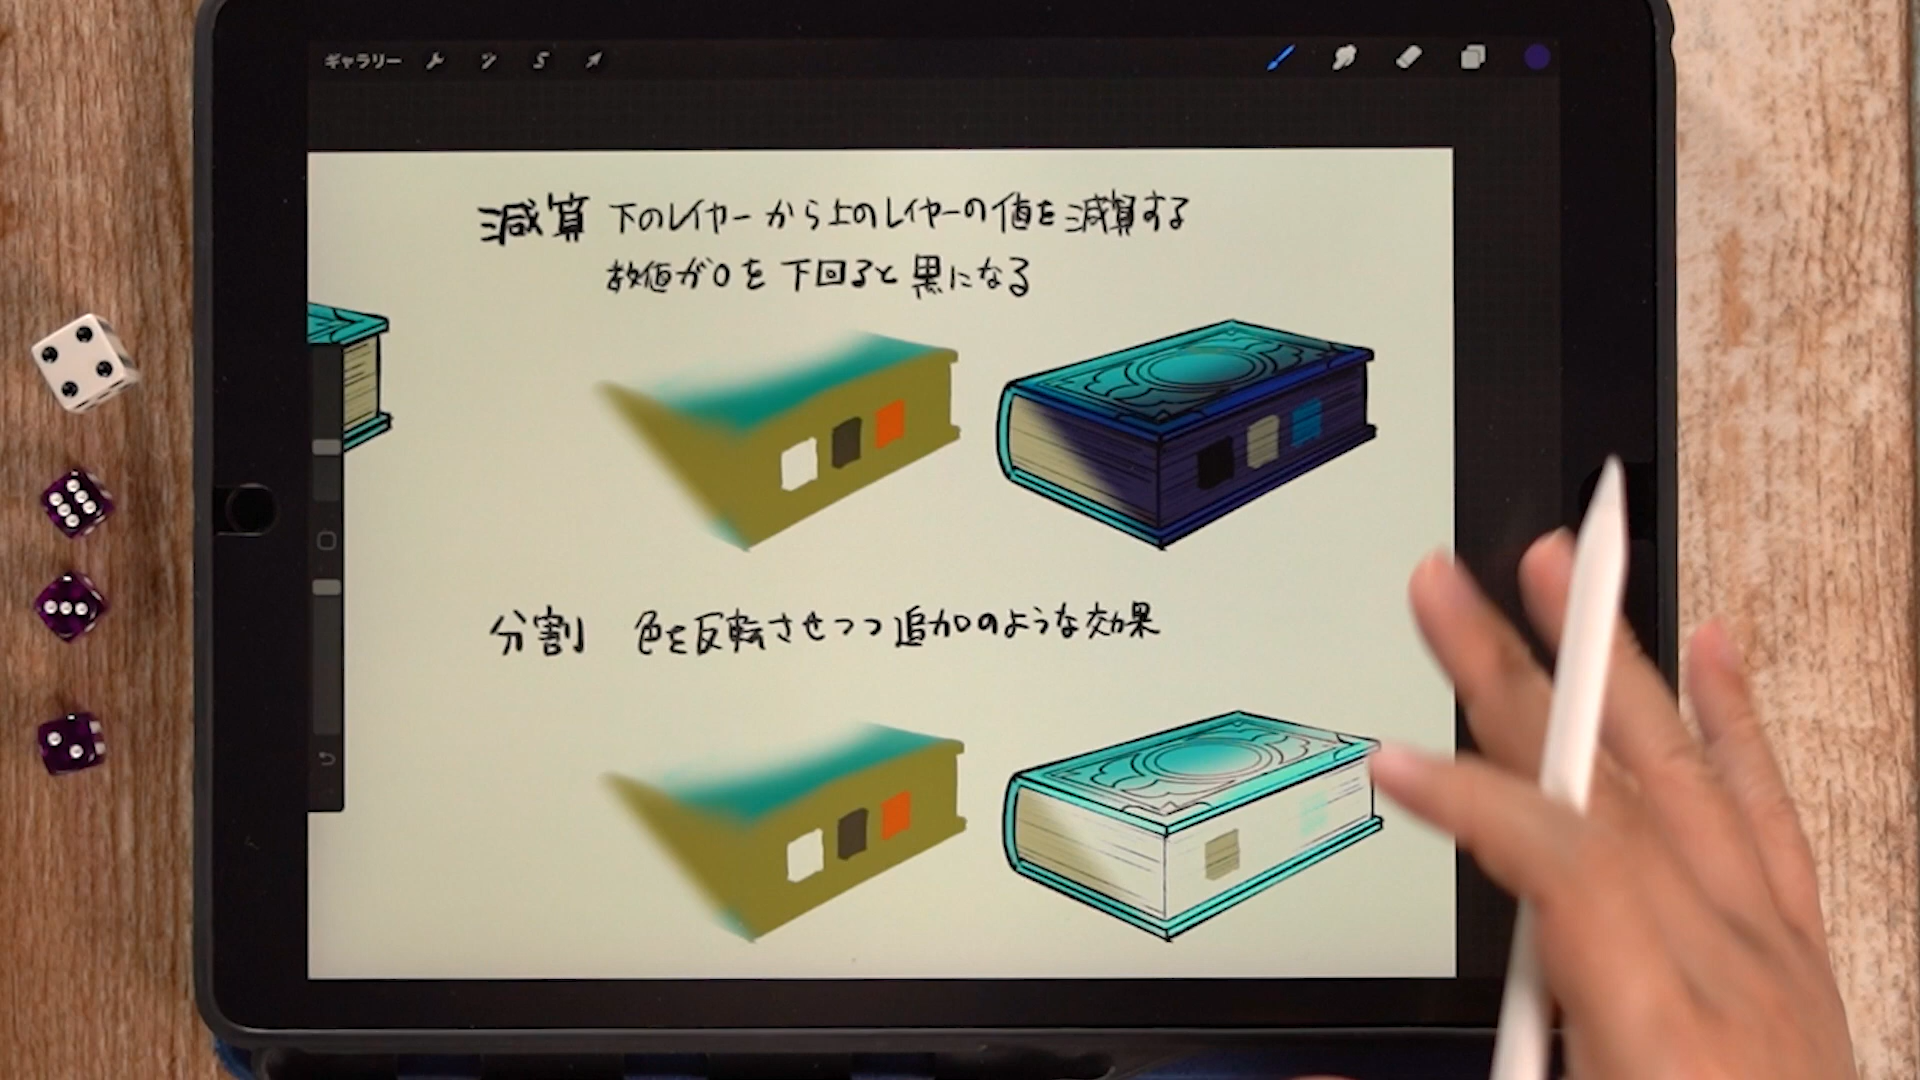 ギャラリー
減算 下のレイヤーから上のレイヤーの値を減算する
数値が0を下回ると黒になる
分割 色を反転させつつ追加のような効果